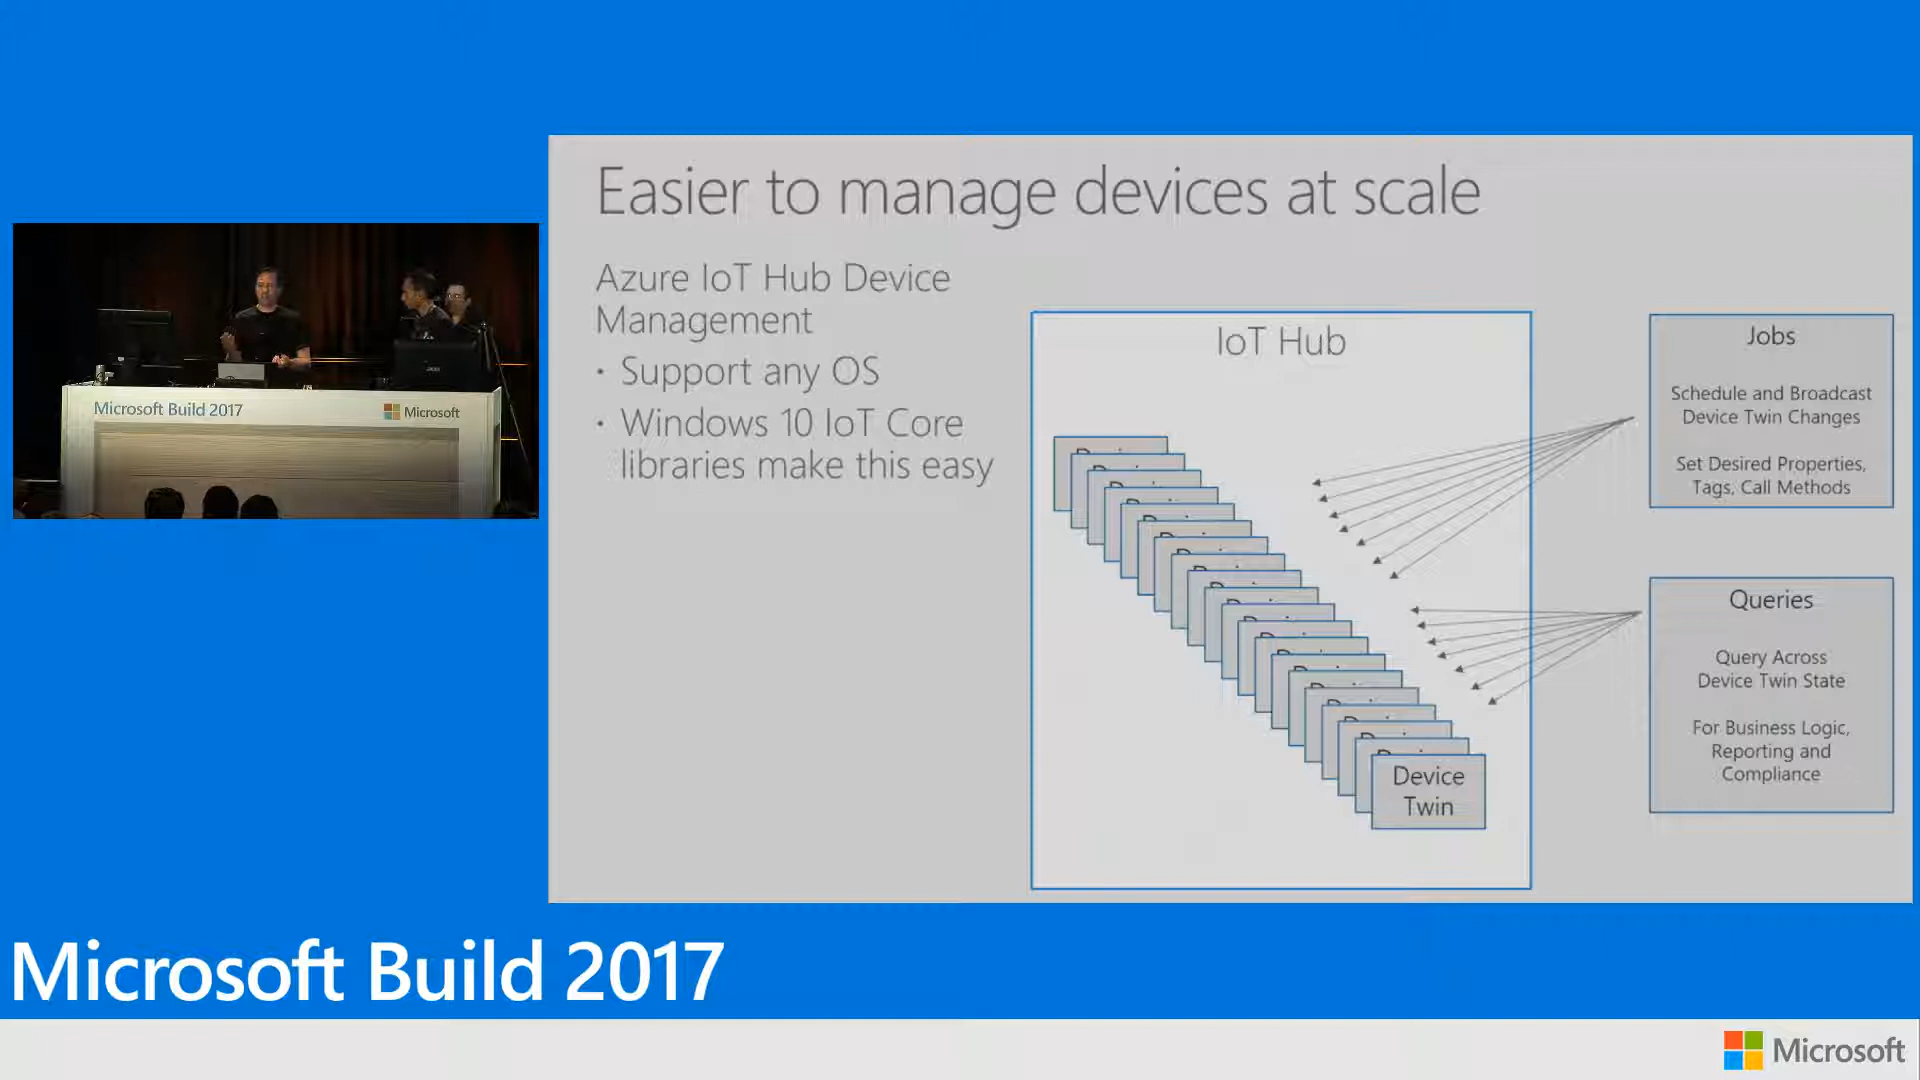 Easier to manage devices at scale
Azure IoT Hub Device
Management
• Support any OS
• Windows 10 IoT Core
libraries make this easy
IoT Hub
Device
Twin
Jobs
Schedule and Broadcast
Device Twin Changes
Set Desired Properties,
Tags, Call Methods
Queries
Query Across
Device Twin State
For Business Logic,
Reporting and
Compliance
Microsoft Build 2017
Microsoft
Microsoft Build 2017
Microsoft